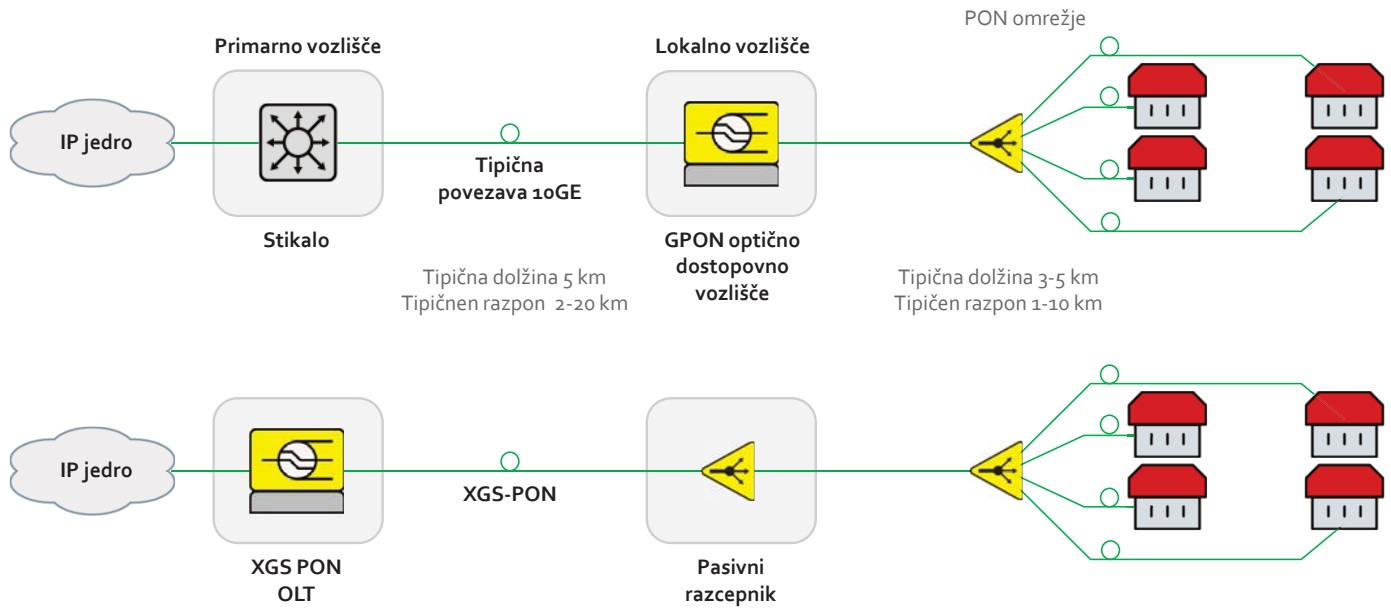 PON omrežje
Primarno vozlišče
Lokalno vozlišče
IP jedro
Tipična
povezava 10GE
Stikalo
GPON optično
dostopovno
vozlišče
Tipična dolžina 5 km
Tipičnen razpon 2-20 km
Tipična dolžina 3-5 km
Tipičen razpon 1-10 km
IP jedro
XGS-PON
XGS PON
OLT
Pasivni
razcepnik